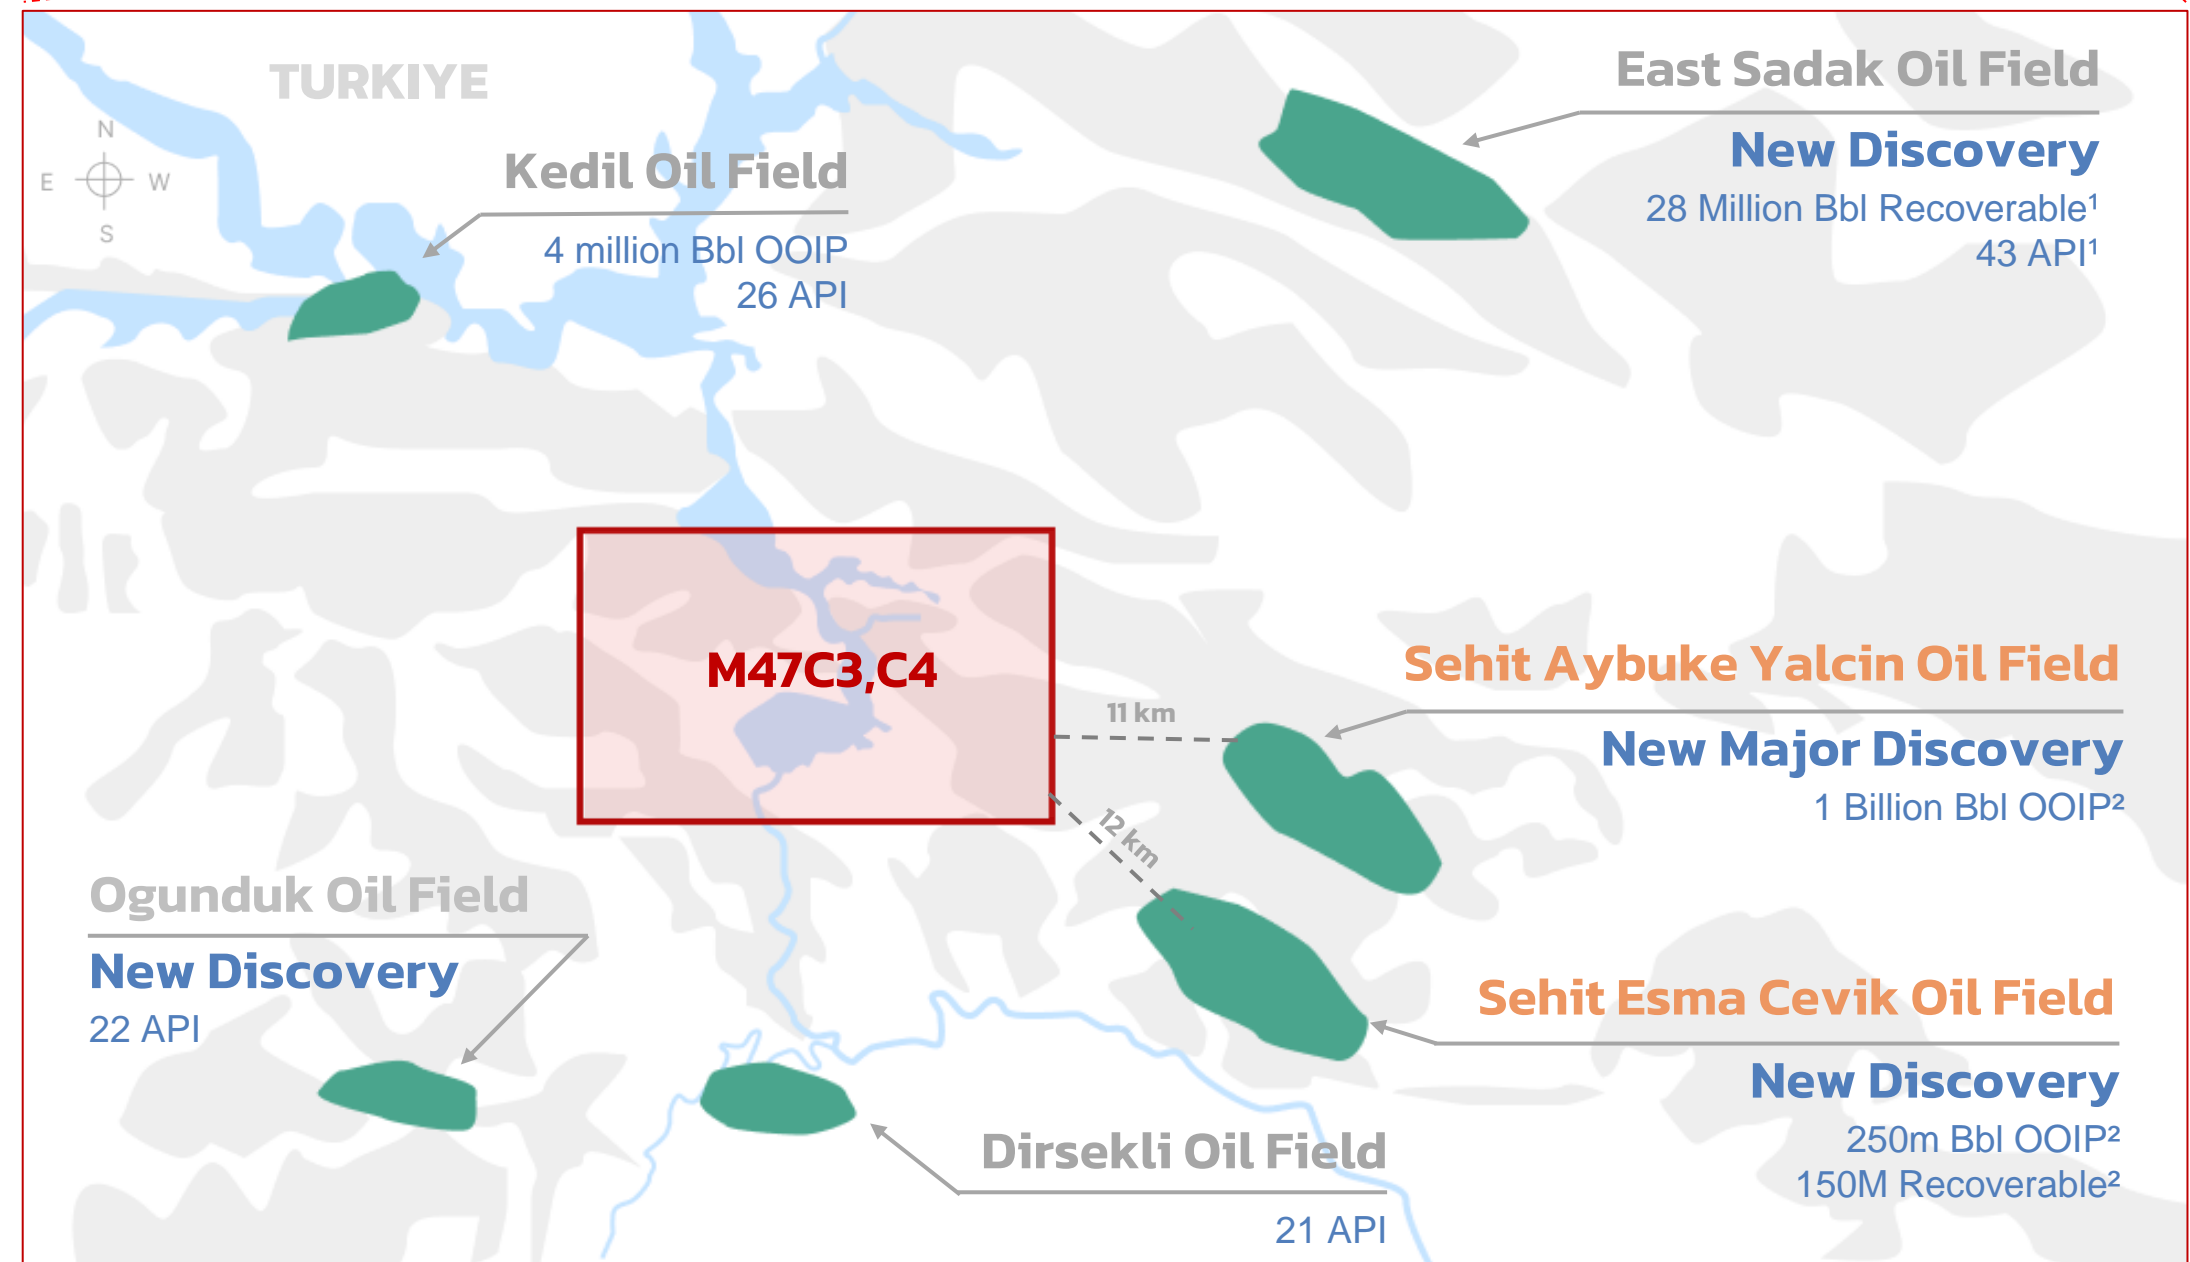 TURKIYE
N
E
W
S
Kedil Oil Field
4 million Bbl OOIP
26 API
East Sadak Oil Field
New Discovery
28 Million Bbl Recoverable¹
43 API¹
M47C3,C4
11 km
12 km
Sehit Aybuke Yalcin Oil Field
New Major Discovery
1 Billion Bbl OOIP²
Ogunduk Oil Field
New Discovery
22 API
Sehit Esma Cevik Oil Field
New Discovery
250m Bbl OOIP²
150M Recoverable²
Dirsekli Oil Field
21 API